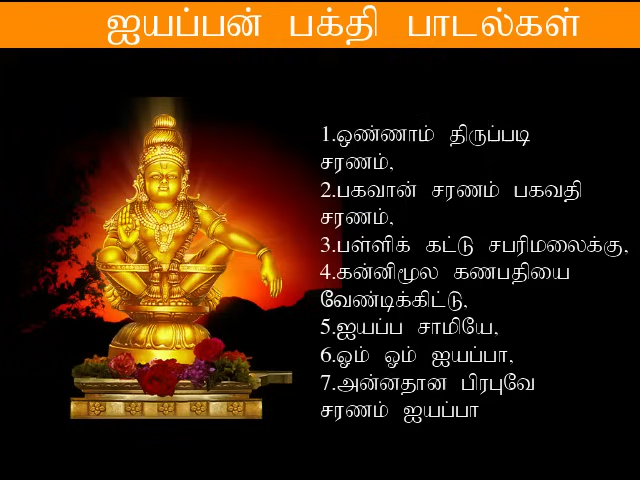 ஐயப்பன் பக்தி பாடல்கள்
1.ஒண்ணாம் திருப்படி
சரணம்,
2.பகவான் சரணம் பகவதி
சரணம்,
3.பள்ளிக் கட்டு சபரிமலைக்கு,
4.கன்னிமூல கணபதியை
வேண்டிக்கிட்டு,
5.ஐயப்ப சாமியே,
6.ஓம் ஓம் ஐயப்பா,
7.அன்னதான பிரபுவே
சரணம் ஐயப்பா